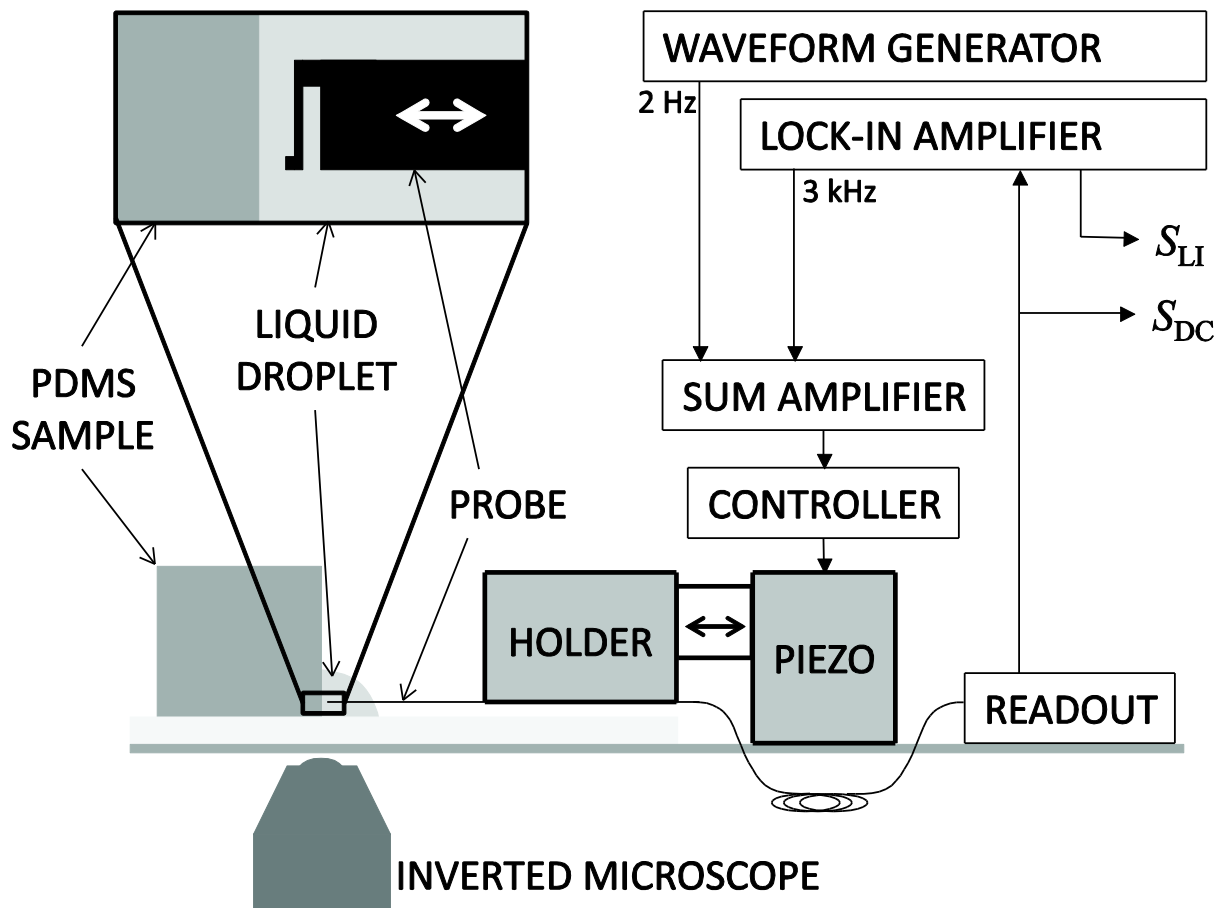 WAVEFORM GENERATOR
2 Hz
LOCK-IN AMPLIFIER
3 kHz
S_LI
S_DC
LIQUID
DROPLET
PDMS
SAMPLE
SUM AMPLIFIER
PROBE
CONTROLLER
HOLDER
PIEZO
READOUT
INVERTED MICROSCOPE